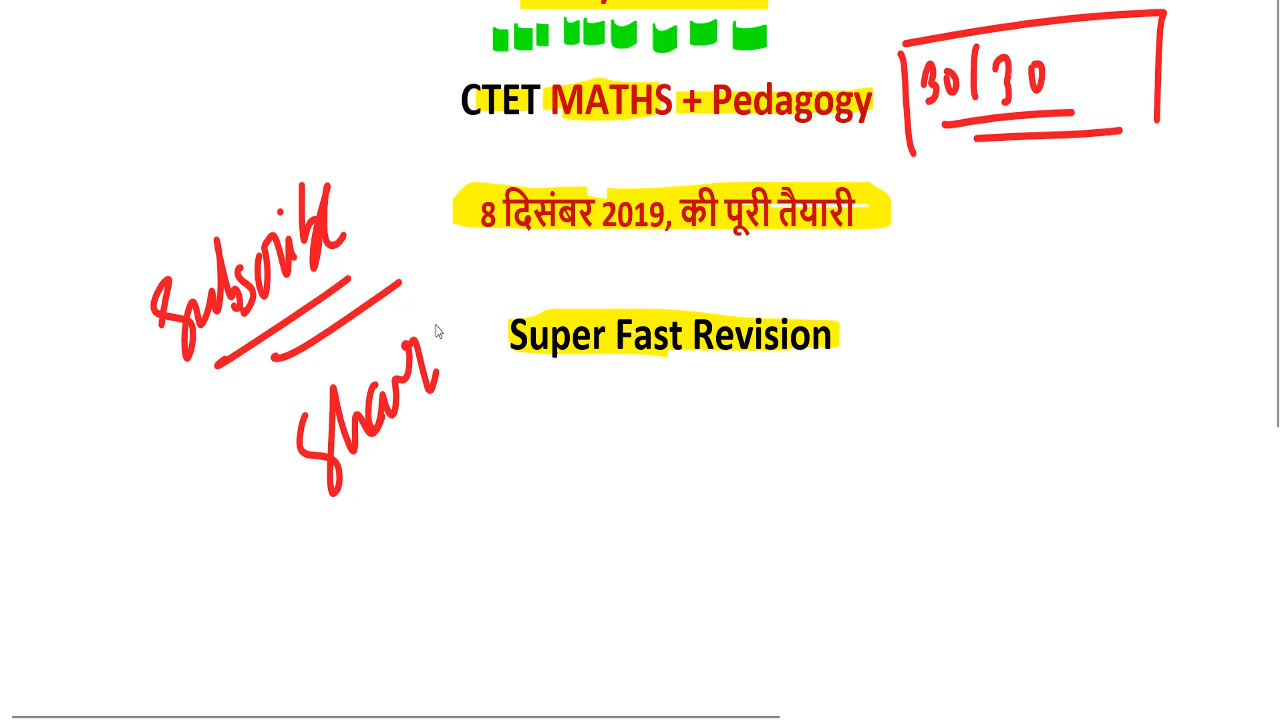 CTET MATHS + Pedagogy
30/30
8 दिसंबर 2019, की पूरी तैयारी
Subscribe
Super Fast Revision
Share